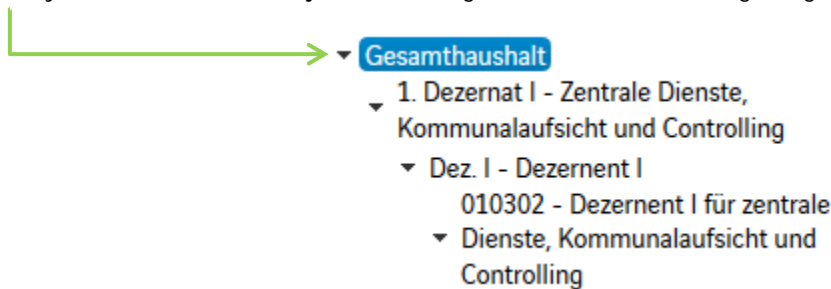 Gesamthaushalt
1. Dezernat I - Zentrale Dienste,
Kommunalaufsicht und Controlling
Dez. I - Dezernent I
010302 - Dezernent I für zentrale
Dienste, Kommunalaufsicht und
Controlling